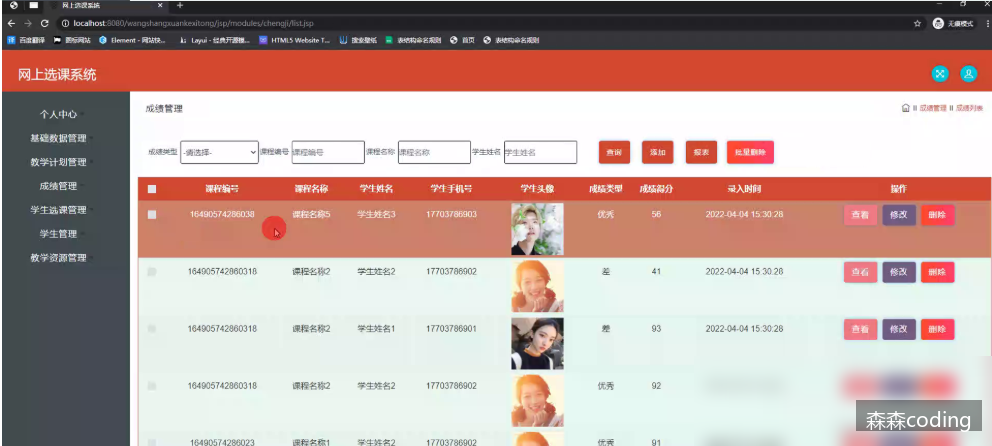 网上选课系统
localhost:8080/wangshangxuankexitong/jsp/modules/chengji/list.jsp
无痕模式
百度翻译 图标网站 Element - 网站快... Layui - 经典开源模... HTML5 Website T... 搜索壁纸 表结构命名规则 首页 表结构命名规则
网上选课系统
个人中心
基础数据管理
教学计划管理
成绩管理
学生选课管理
学生管理
教学资源管理
成绩管理
成绩管理 成绩列表
成绩类型 -请选择- 课程编号 课程编号 课程名称 课程名称 学生姓名 学生姓名 查询 添加 报表 批量删除
课程编号 课程名称 学生姓名 学生手机号 学生头像 成绩类型 成绩得分 录入时间 操作
16490574286038 课程名称5 学生姓名3 17703786903 优秀 56 2022-04-04 15:30:28 查看 修改 删除
164905742860318 课程名称2 学生姓名2 17703786902 差 41 2022-04-04 15:30:28 查看 修改 删除
164905742860318 课程名称2 学生姓名1 17703786901 差 93 2022-04-04 15:30:28 查看 修改 删除
164905742860318 课程名称2 学生姓名2 17703786902 优秀 92
16490574286023 课程名称1 学生姓名2 17703786902 优秀 91
森森coding